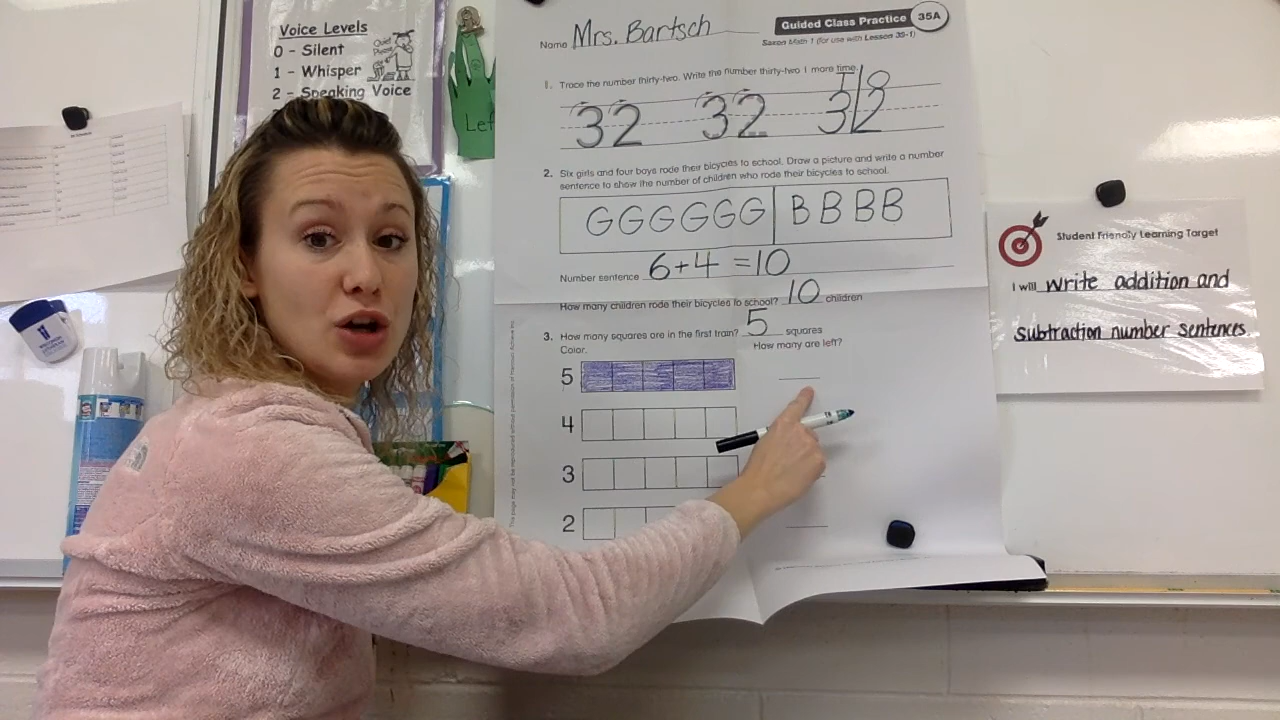 Voice Levels
0 - Silent
1 - Whisper
2 - Speaking Voice
Quiet
Please
Left
Guided Class Practice 35A
Saxon Math 1 (for use with Lesson 35-1)
Name Mrs. Bartsch
1. Trace the number thirty-two. Write the number thirty-two 1 more time.
T
32 32 32
2. Six girls and four boys rode their bicycles to school. Draw a picture and write a number
sentence to show the number of children who rode their bicycles to school.
GGGGGG BBBB
Number sentence 6+4 =10
How many children rode their bicycles to school? 10 children
3. How many squares are in the first train? 5 squares
Color. How many are left?
5
4
3
2
Student Friendly Learning Target
I will write addition and
subtraction number sentences